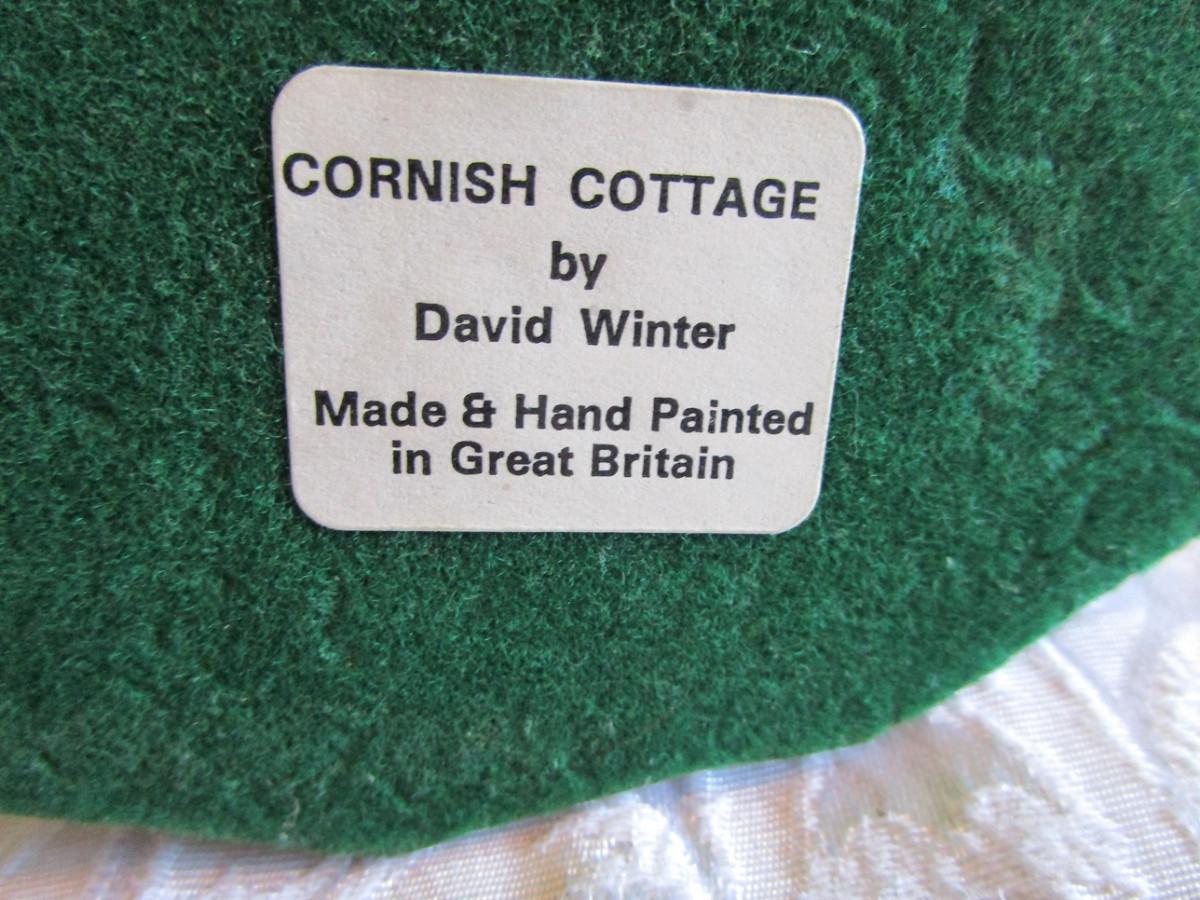 CORNISH COTTAGE
by
David Winter
Made & Hand Painted
in Great Britain